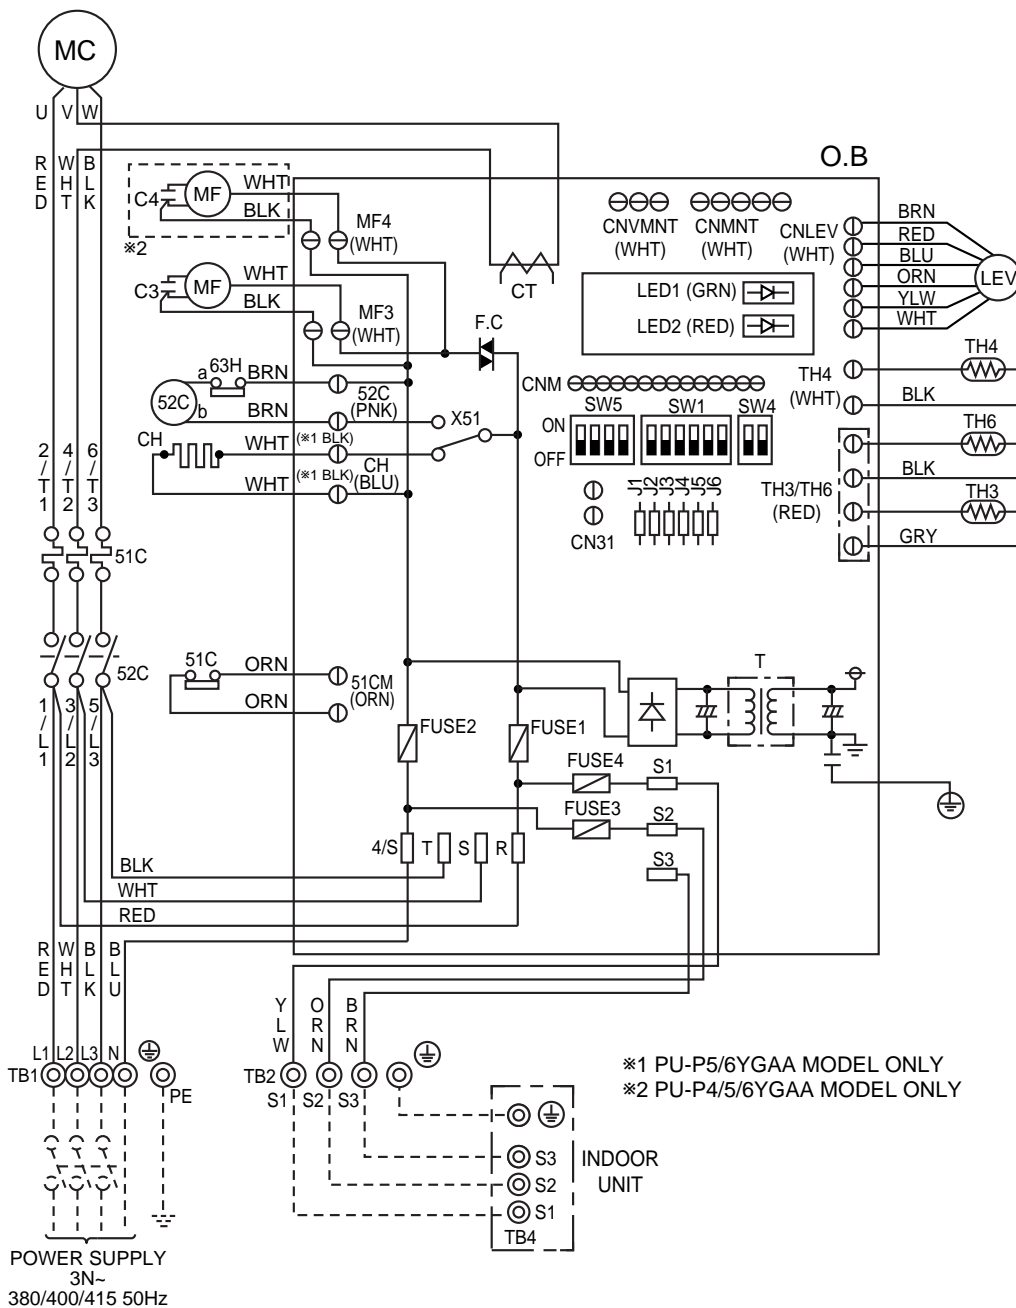 MC
U V W
RED
WHT
BLK
O.B
C4 MF WHT
BLK
※2
MF4
(WHT)
C3 MF WHT
BLK
MF3
(WHT)
CT
F.C
CNVMNT
(WHT)
CNMNT
(WHT)
CNLEV
(WHT)
BRN
RED
BLU
ORN
YLW
WHT
LEV
LED1 (GRN)
LED2 (RED)
TH4
(WHT)
TH4
BLK
TH6
BLK
TH3/TH6
(RED)
TH3
GRY
CNM
SW5 SW1 SW4
ON
OFF
CN31
J1 J2 J3 J4 J5 J6
52C a 63H BRN
b BRN
52C
(PNK)
X51
CH WHT (※1 BLK)
WHT (※1 BLK)
CH
(BLU)
2/T1 4/T2 6/T3
51C
52C
1/L1 3/L2 5/L3
51C ORN
ORN
51CM
(ORN)
FUSE2 FUSE1
T
FUSE4 S1
FUSE3 S2
S3
4/S T S R
BLK
WHT
RED
RED
WHT
BLK
BLU
YLW
ORN
BRN
L1 L2 L3 N
TB1 PE
TB2
S1 S2 S3
※1 PU-P5/6YGAA MODEL ONLY
※2 PU-P4/5/6YGAA MODEL ONLY
S3
S2
S1
TB4
INDOOR
UNIT
POWER SUPPLY
3N~
380/400/415 50Hz